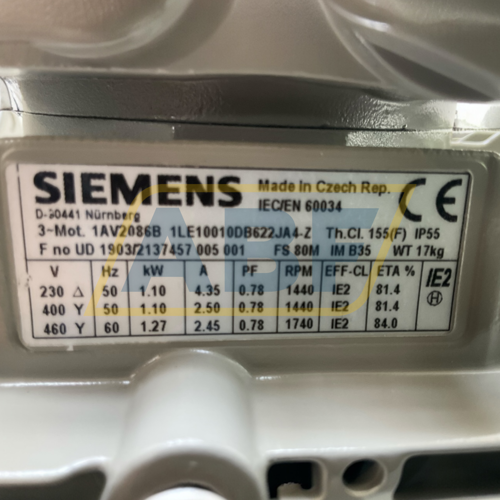 SIEMENS
Made in Czech Rep.
IEC/EN 60034
CE
D-90441 Nürnberg
3~Mot. 1AV2086B 1LE10010DB622JA4-Z Th.Cl. 155(F) IP55
F no UD 1903/2137457 005 001 FS 80M IM B35 WT 17kg
V Hz kW A PF RPM EFF-CL ETA % IE2
230 Δ 50 1.10 4.35 0.78 1440 IE2 81.4 H
400 Y 50 1.10 2.50 0.78 1440 IE2 81.4
460 Y 60 1.27 2.45 0.78 1740 IE2 84.0
ABF